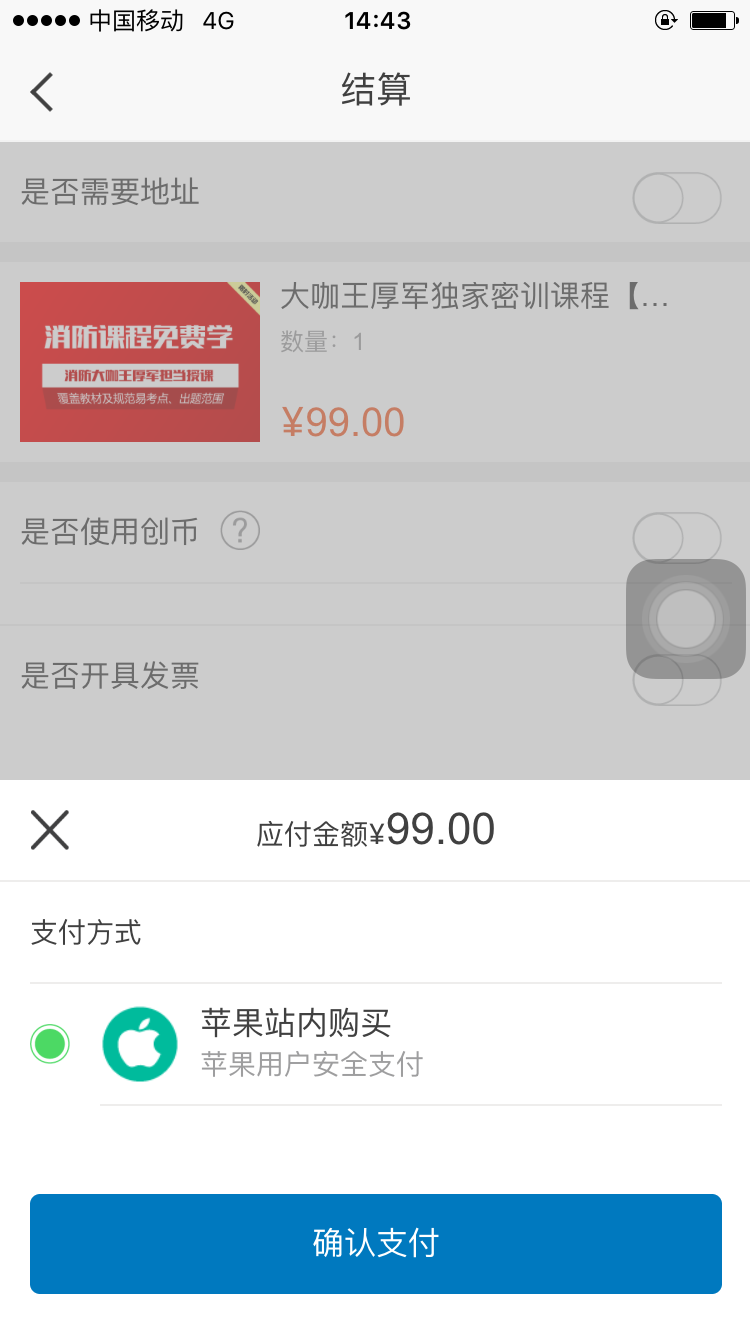 中国移动 4G 14:43
结算
是否需要地址
大咖王厚军独家密训课程【...
数量：1
¥99.00
限时活动
消防课程免费学
消防大咖王厚军担当授课
覆盖教材及规范易考点、出题范围
是否使用创币 ?
是否开具发票
应付金额¥99.00
支付方式
苹果站内购买
苹果用户安全支付
确认支付